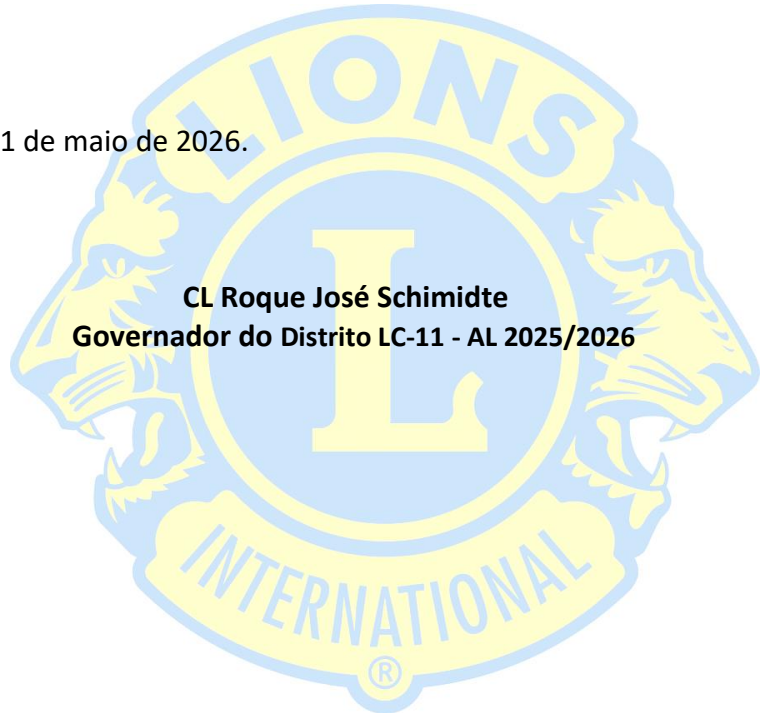 LIONS
1 de maio de 2026.
CL Roque José Schimidte
Governador do Distrito LC-11 - AL 2025/2026
L
INTERNATIONAL
®